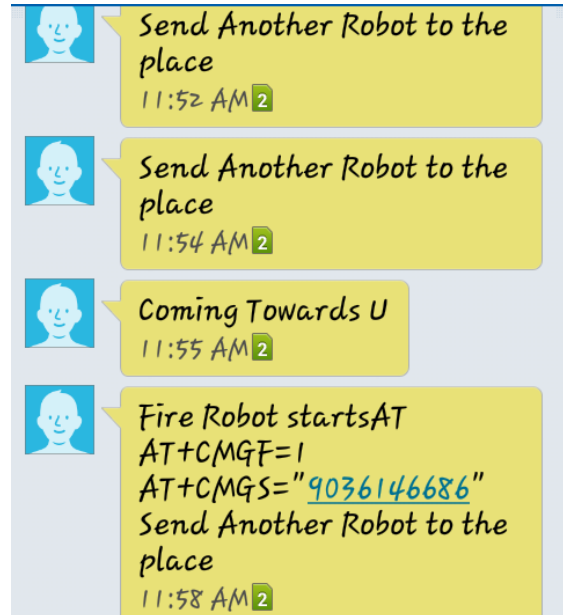 Send Another Robot to the
place
11:52 AM 2
Send Another Robot to the
place
11:54 AM 2
Coming Towards U
11:55 AM 2
Fire Robot startsAT
AT+CMGF=1
AT+CMGS="9036146686"
Send Another Robot to the
place
11:58 AM 2